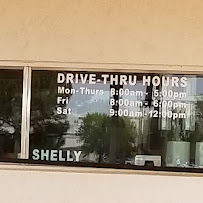 DRIVE-THRU HOURS
Mon-Thurs 8:00am - 5:00pm
Fri 8:00am - 6:00pm
Sat 9:00am-12:00pm
SHELLY